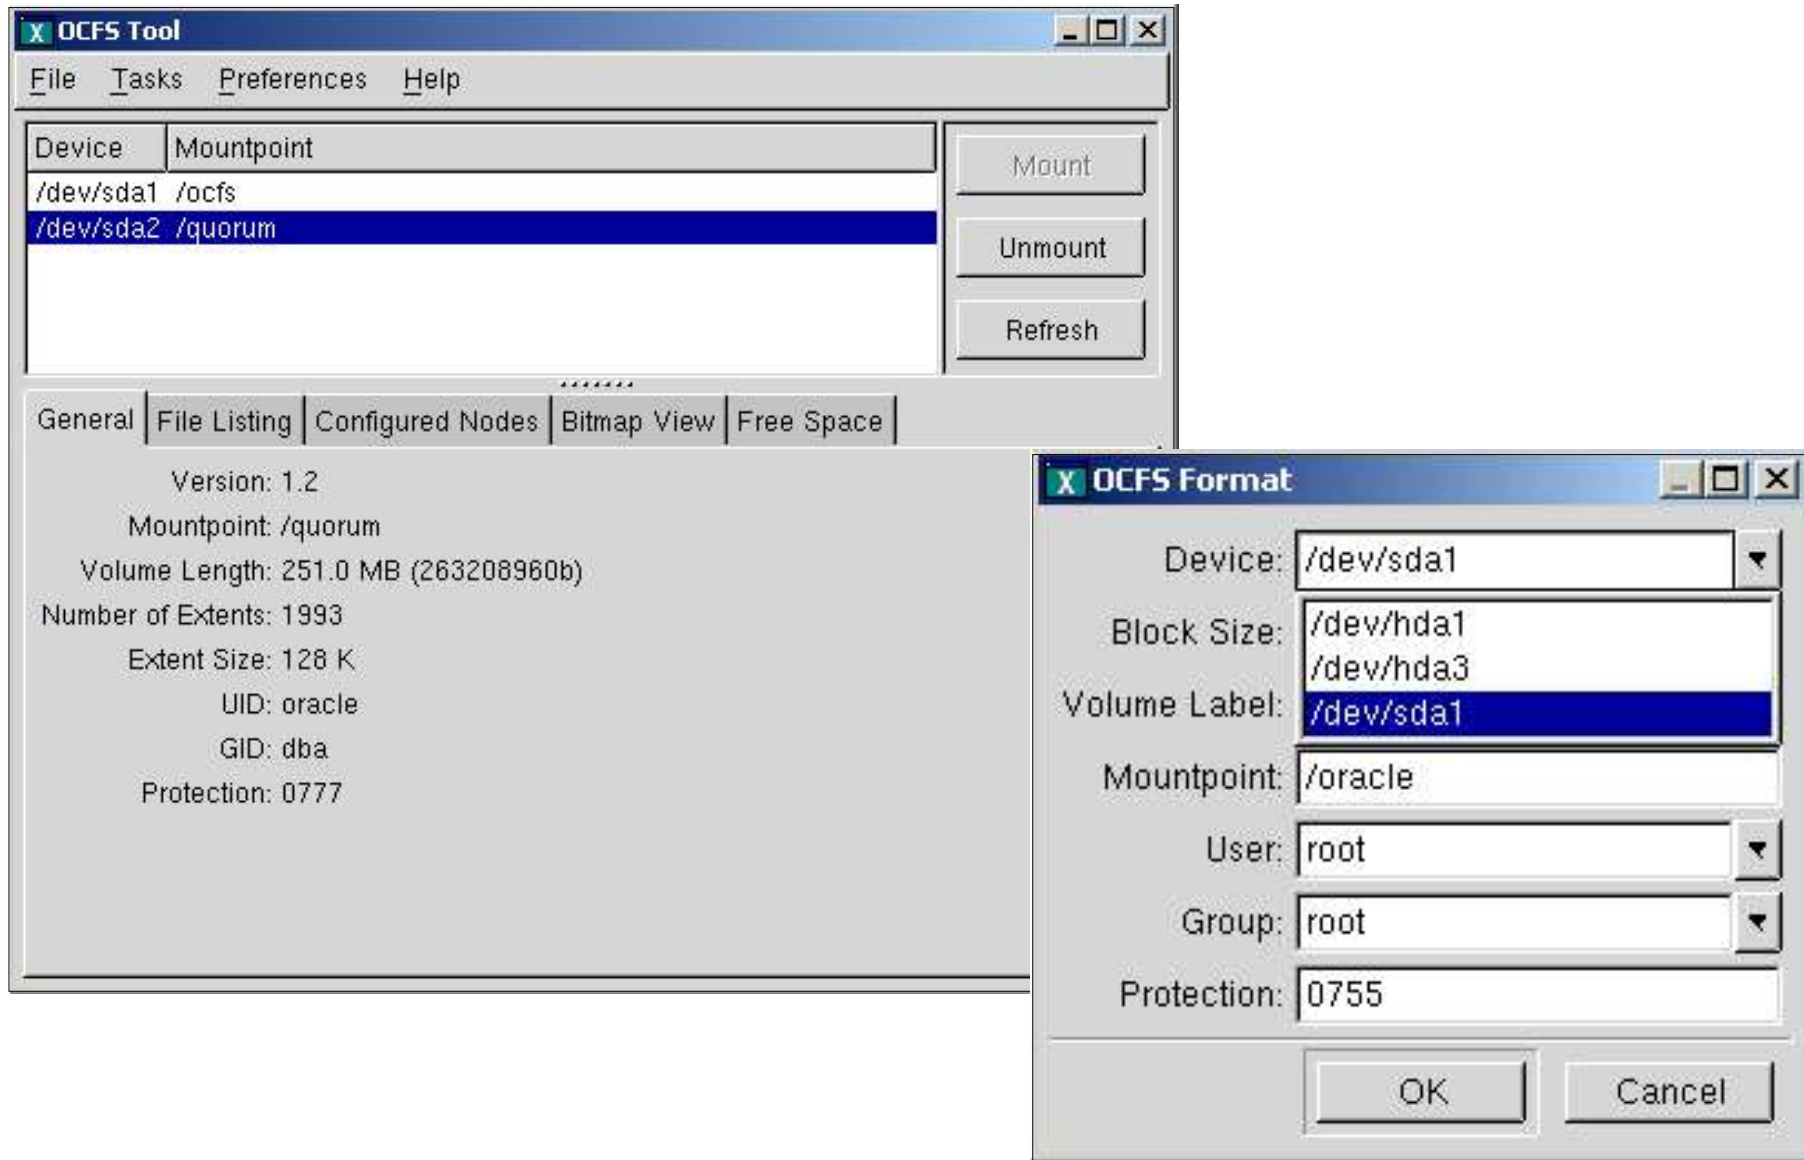 X OCFS Tool
File Tasks Preferences Help
Device Mountpoint
/dev/sda1 /ocfs
/dev/sda2 /quorum
Mount
Unmount
Refresh
General File Listing Configured Nodes Bitmap View Free Space
Version: 1.2
Mountpoint: /quorum
Volume Length: 251.0 MB (263208960b)
Number of Extents: 1993
Extent Size: 128 K
UID: oracle
GID: dba
Protection: 0777
X OCFS Format
Device: /dev/sda1
/dev/hda1
Block Size:
/dev/hda3
Volume Label: /dev/sda1
Mountpoint: /oracle
User: root
Group: root
Protection: 0755
OK Cancel